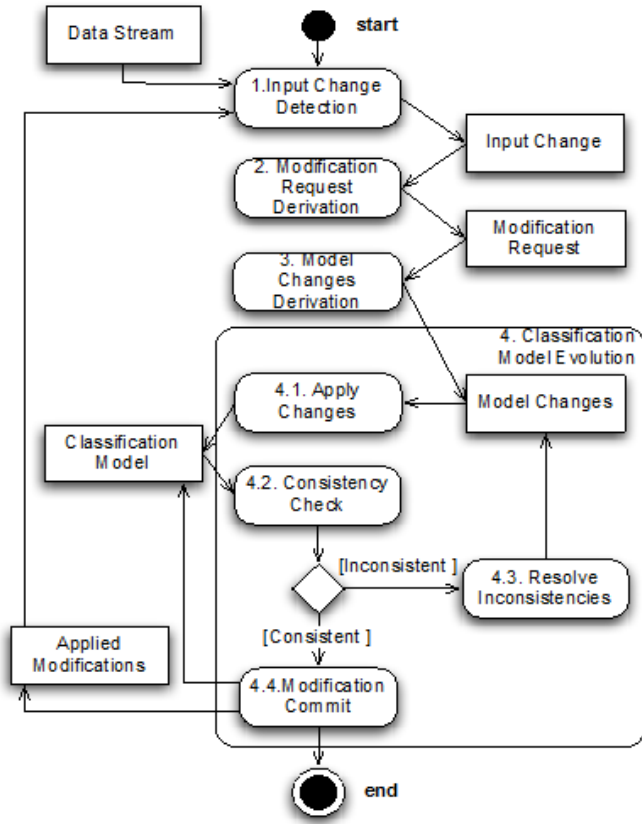 Data Stream
start
1.Input Change
Detection
Input Change
2. Modification
Request
Derivation
Modification
Request
3. Model
Changes
Derivation
4. Classification
Model Evolution
4.1. Apply
Changes
Model Changes
Classification
Model
4.2. Consistency
Check
[Inconsistent ]
4.3. Resolve
Inconsistencies
[Consistent ]
Applied
Modifications
4.4.Modification
Commit
end